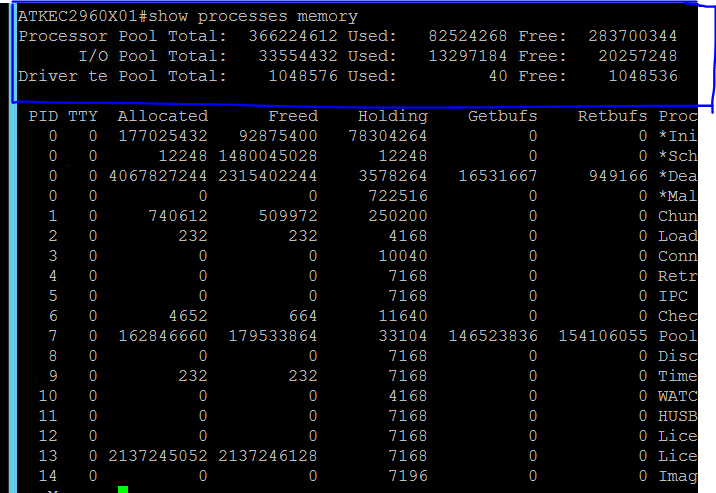 ATKEC2960X01#show processes memory
Processor Pool Total: 366224612 Used: 82524268 Free: 283700344
I/O Pool Total: 33554432 Used: 13297184 Free: 20257248
Driver te Pool Total: 1048576 Used: 40 Free: 1048536
PID TTY Allocated Freed Holding Getbufs Retbufs Proc
0 0 177025432 92875400 78304264 0 0 *Ini
0 0 12248 1480045028 12248 0 0 *Sch
0 0 4067827244 2315402244 3578264 16531667 949166 *Dea
0 0 0 0 722516 0 0 *Mal
1 0 740612 509972 250200 0 0 Chun
2 0 232 232 4168 0 0 Load
3 0 0 0 10040 0 0 Conn
4 0 0 0 7168 0 0 Retr
5 0 0 0 7168 0 0 IPC
6 0 4652 664 11640 0 0 Chec
7 0 162846660 179533864 33104 146523836 154106055 Pool
8 0 0 0 7168 0 0 Disc
9 0 232 232 7168 0 0 Time
10 0 0 0 4168 0 0 WATC
11 0 0 0 7168 0 0 HUSB
12 0 0 0 7168 0 0 Lice
13 0 2137245052 2137246128 7168 0 0 Lice
14 0 0 0 7196 0 0 Imag